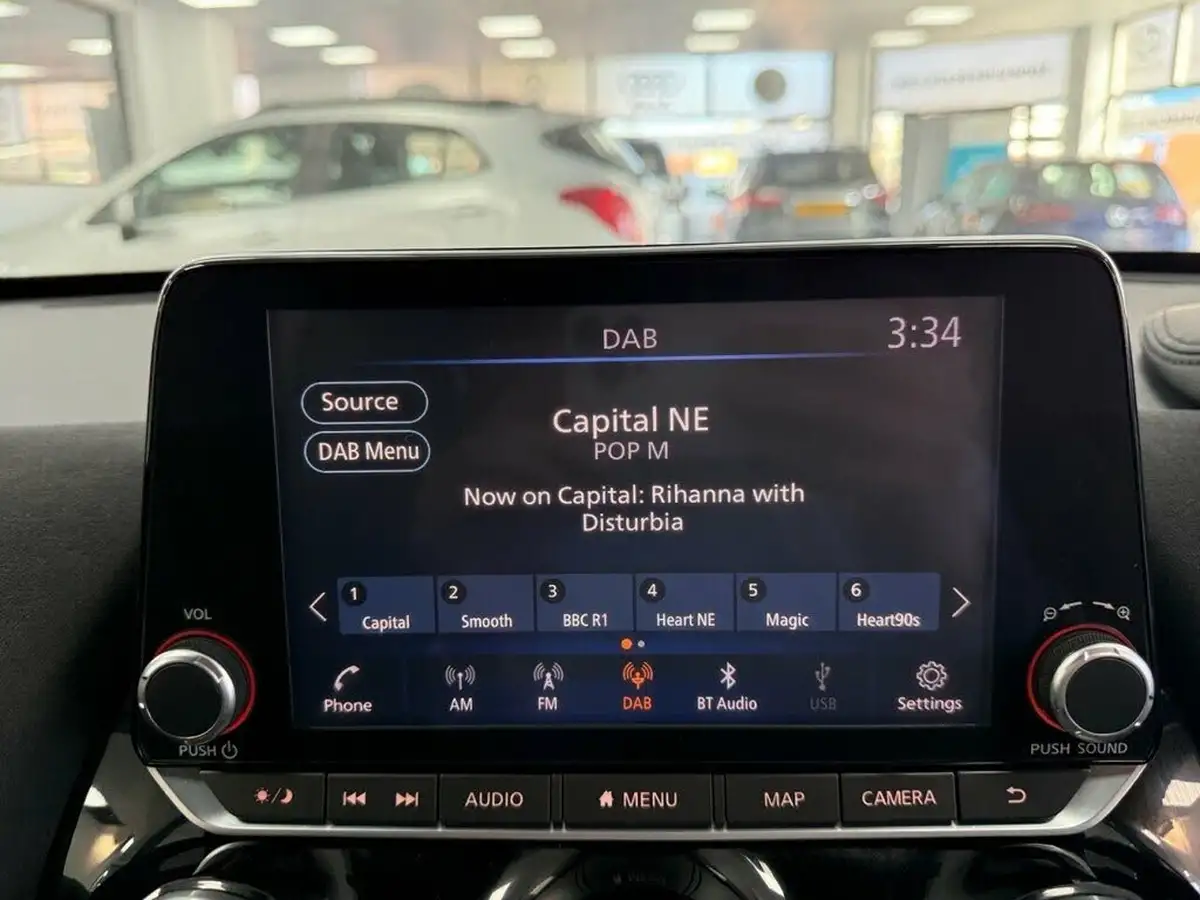 DAB
3:34
Source
Capital NE
DAB Menu
POP M
Now on Capital: Rihanna with
Disturbia
1
2
3
4
5
6
Capital
Smooth
BBC R1
Heart NE
Magic
Heart90s
Phone
AM
FM
DAB
BT Audio
USB
Settings
VOL
PUSH
PUSH SOUND
AUDIO
MENU
MAP
CAMERA